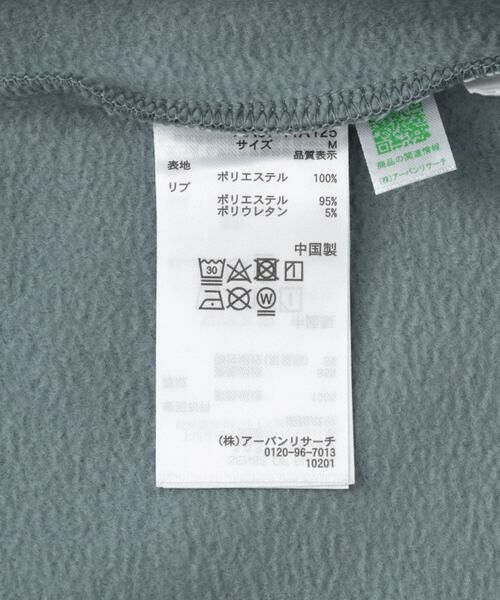 サイズ M
品質表示
表地
ポリエステル 100%
リブ
ポリエステル 95%
ポリウレタン 5%
中国製
30
W
(株)アーバンリサーチ
0120-96-7013
10201
商品の関連情報
(株)アーバンリサーチ